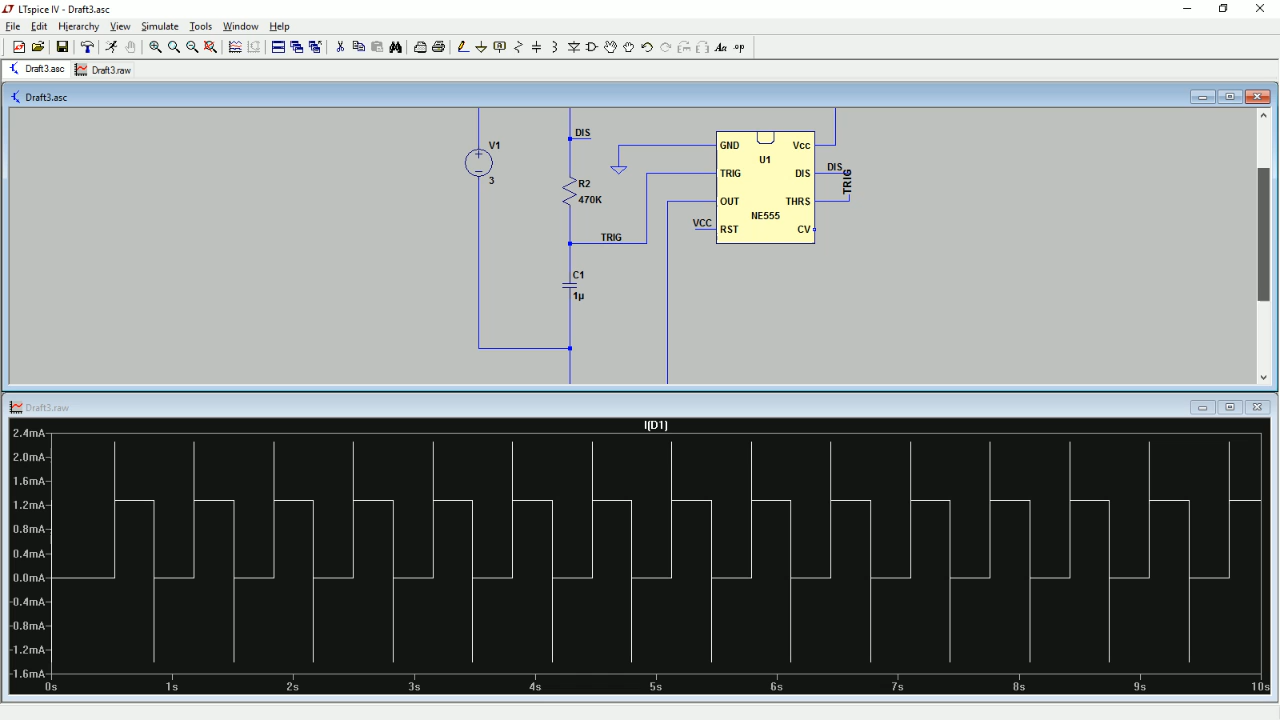 LTspice IV - Draft3.asc
File Edit Hierarchy View Simulate Tools Window Help
Aa .op
Draft3.asc Draft3.raw
Draft3.asc
V1
3
DIS
R2
470K
TRIG
C1
1µ
GND Vcc
U1
TRIG DIS
OUT THRS
NE555
RST CV
VCC
DIS
TRIG
Draft3.raw
I(D1)
2.4mA
2.0mA
1.6mA
1.2mA
0.8mA
0.4mA
0.0mA
-0.4mA
-0.8mA
-1.2mA
-1.6mA
0s 1s 2s 3s 4s 5s 6s 7s 8s 9s 10s